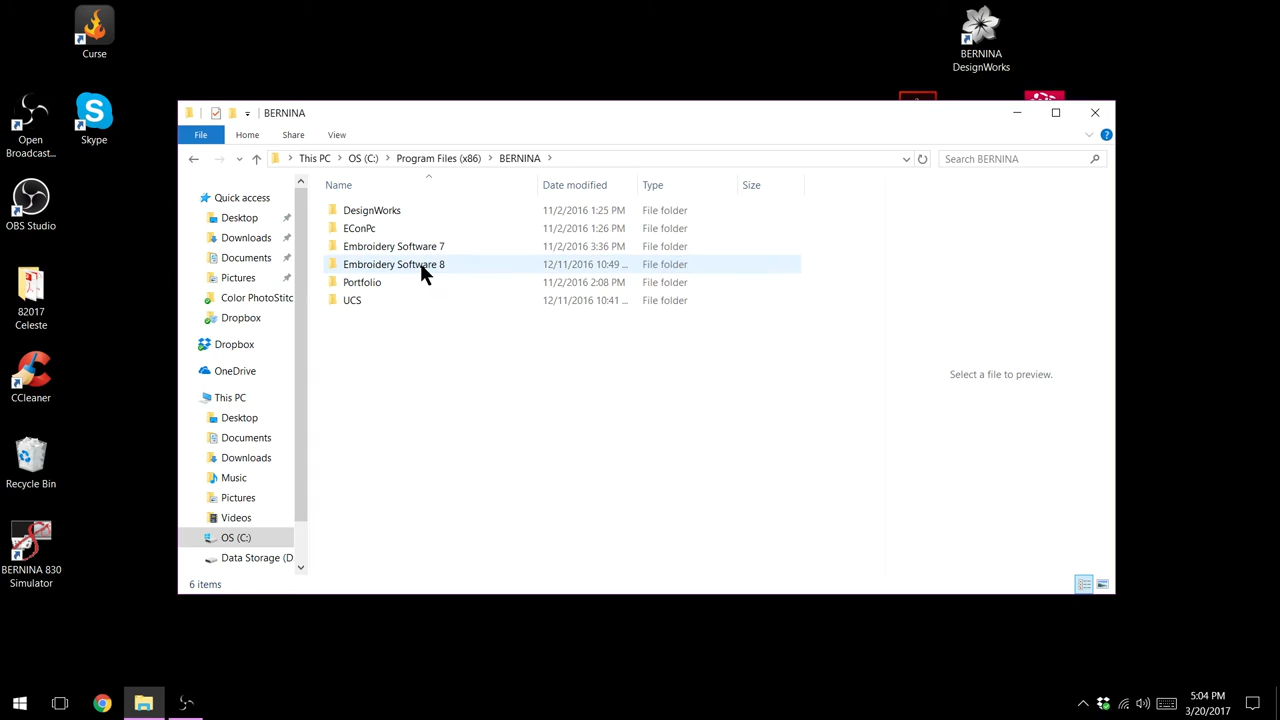 Curse
BERNINA
DesignWorks
Open
Broadcast...
Skype
OBS Studio
82017
Celeste
CCleaner
Recycle Bin
BERNINA 830
Simulator
BERNINA
File
Home
Share
View
This PC
OS (C:)
Program Files (x86)
BERNINA
Search BERNINA
Name
Date modified
Type
Size
DesignWorks
11/2/2016 1:25 PM
File folder
EConPc
11/2/2016 1:26 PM
File folder
Embroidery Software 7
11/2/2016 3:36 PM
File folder
Embroidery Software 8
12/11/2016 10:49 ...
File folder
Portfolio
11/2/2016 2:08 PM
File folder
UCS
12/11/2016 10:41 ...
File folder
Quick access
Desktop
Downloads
Documents
Pictures
Color PhotoStitc
Dropbox
Dropbox
OneDrive
This PC
Desktop
Documents
Downloads
Music
Pictures
Videos
OS (C:)
Data Storage (D
Select a file to preview.
6 items
5:04 PM
3/20/2017